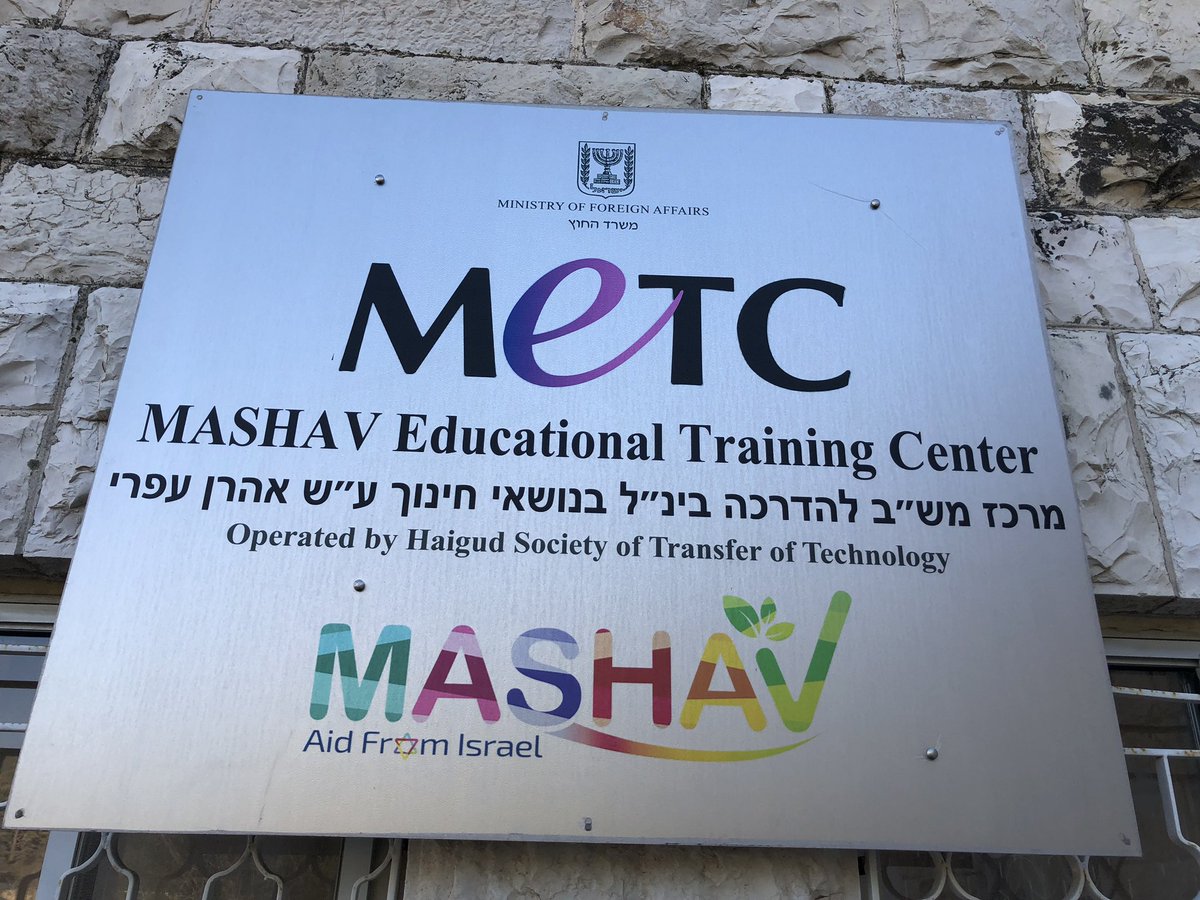 ישראל
MINISTRY OF FOREIGN AFFAIRS
משרד החוץ
MeTC
MASHAV Educational Training Center
מרכז מש״ב להדרכה בינ״ל בנושאי חינוך ע״ש אהרן עפרי
Operated by Haigud Society of Transfer of Technology
MASHAV
Aid From Israel